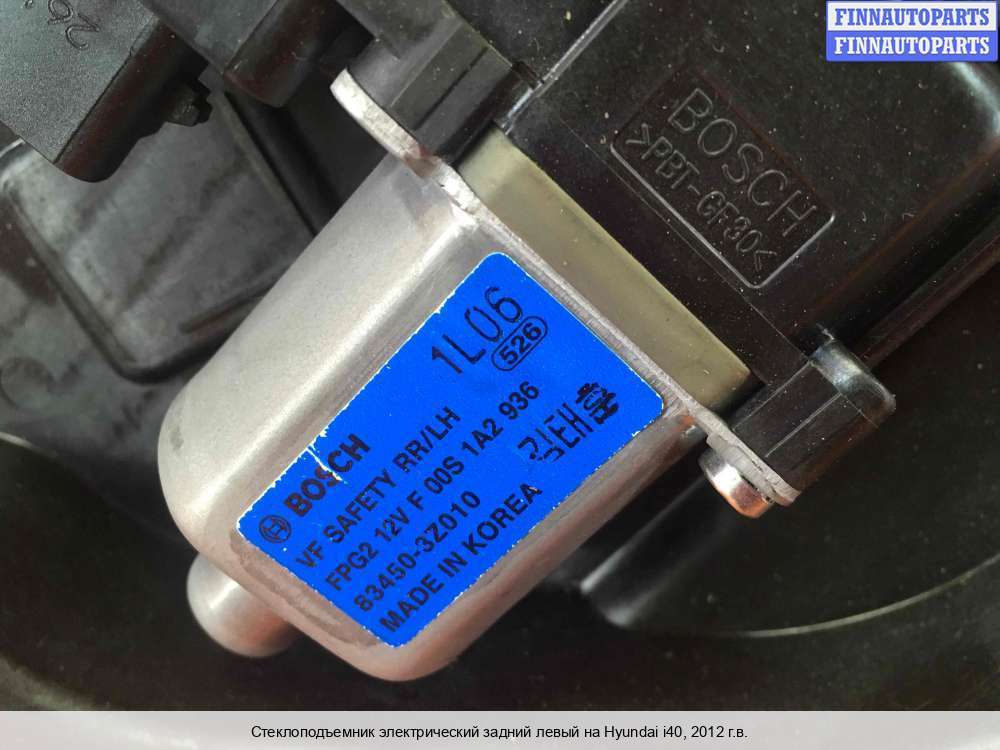 FINNAUTOPARTS
FINNAUTOPARTS
26
BOSCH
>PBT-GF30<
1L06
526
BOSCH
VF SAFETY RR/LH
FPG2 12V F 00S 1A2 936
83450-3Z010
MADE IN KOREA
Стеклоподъемник электрический задний левый на Hyundai i40, 2012 г.в.